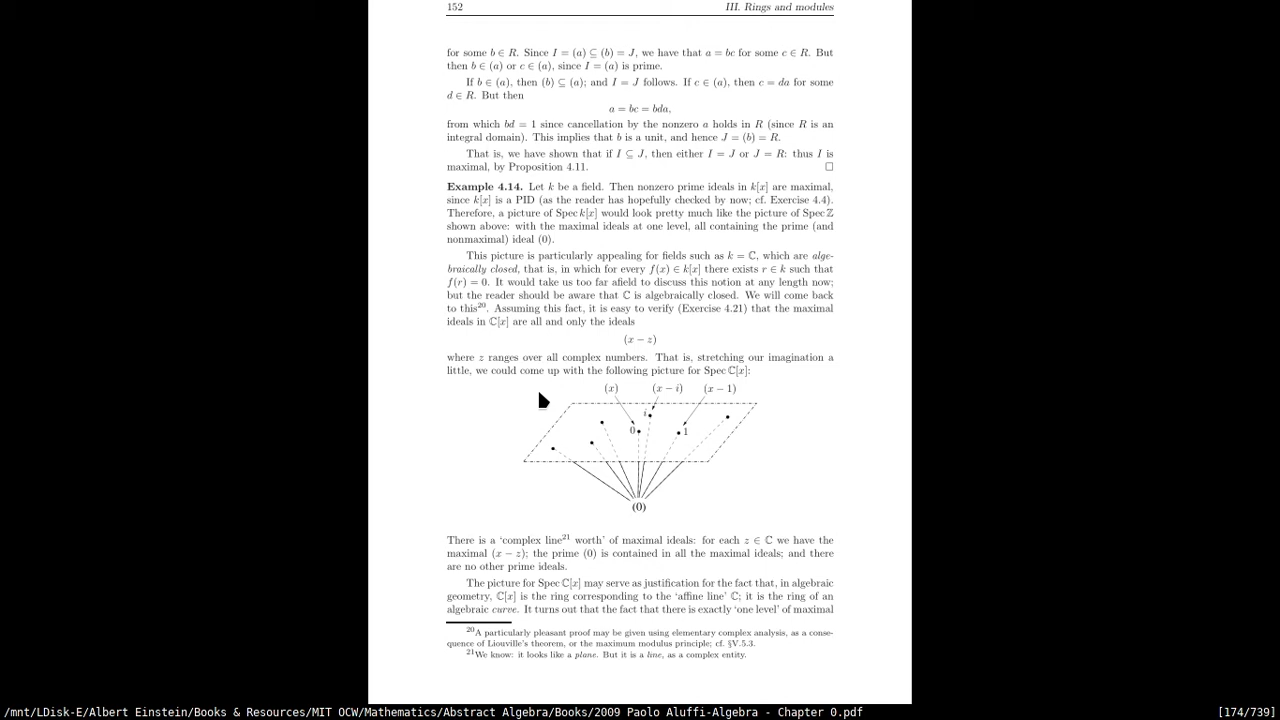 152
III. Rings and modules
for some b ∈ R. Since I = (a) ⊆ (b) = J, we have that a = bc for some c ∈ R. But
then b ∈ (a) or c ∈ (a), since I = (a) is prime.
If b ∈ (a), then (b) ⊆ (a); and I = J follows. If c ∈ (a), then c = da for some
d ∈ R. But then
a = bc = bda,
from which bd = 1 since cancellation by the nonzero a holds in R (since R is an
integral domain). This implies that b is a unit, and hence J = (b) = R.
That is, we have shown that if I ⊆ J, then either I = J or J = R: thus I is
maximal, by Proposition 4.11. □
Example 4.14. Let k be a field. Then nonzero prime ideals in k[x] are maximal,
since k[x] is a PID (as the reader has hopefully checked by now; cf. Exercise 4.4).
Therefore, a picture of Spec k[x] would look pretty much like the picture of Spec ℤ
shown above: with the maximal ideals at one level, all containing the prime (and
nonmaximal) ideal (0).
This picture is particularly appealing for fields such as k = ℂ, which are alge-
braically closed, that is, in which for every f(x) ∈ k[x] there exists r ∈ k such that
f(r) = 0. It would take us too far afield to discuss this notion at any length now;
but the reader should be aware that ℂ is algebraically closed. We will come back
to this²⁰. Assuming this fact, it is easy to verify (Exercise 4.21) that the maximal
ideals in ℂ[x] are all and only the ideals
(x − z)
where z ranges over all complex numbers. That is, stretching our imagination a
little, we could come up with the following picture for Spec ℂ[x]:
(x) (x − i) (x − 1)
i
0 1
(0)
There is a ‘complex line²¹ worth’ of maximal ideals: for each z ∈ ℂ we have the
maximal (x − z); the prime (0) is contained in all the maximal ideals; and there
are no other prime ideals.
The picture for Spec ℂ[x] may serve as justification for the fact that, in algebraic
geometry, ℂ[x] is the ring corresponding to the ‘affine line’ ℂ; it is the ring of an
algebraic curve. It turns out that the fact that there is exactly ‘one level’ of maximal
²⁰A particularly pleasant proof may be given using elementary complex analysis, as a conse-
quence of Liouville's theorem, or the maximum modulus principle; cf. §V.5.3.
²¹We know: it looks like a plane. But it is a line, as a complex entity.
/mnt/LDisk-E/Albert Einstein/Books & Resources/MIT OCW/Mathematics/Abstract Algebra/Books/2009 Paolo Aluffi-Algebra - Chapter 0.pdf
[174/739]